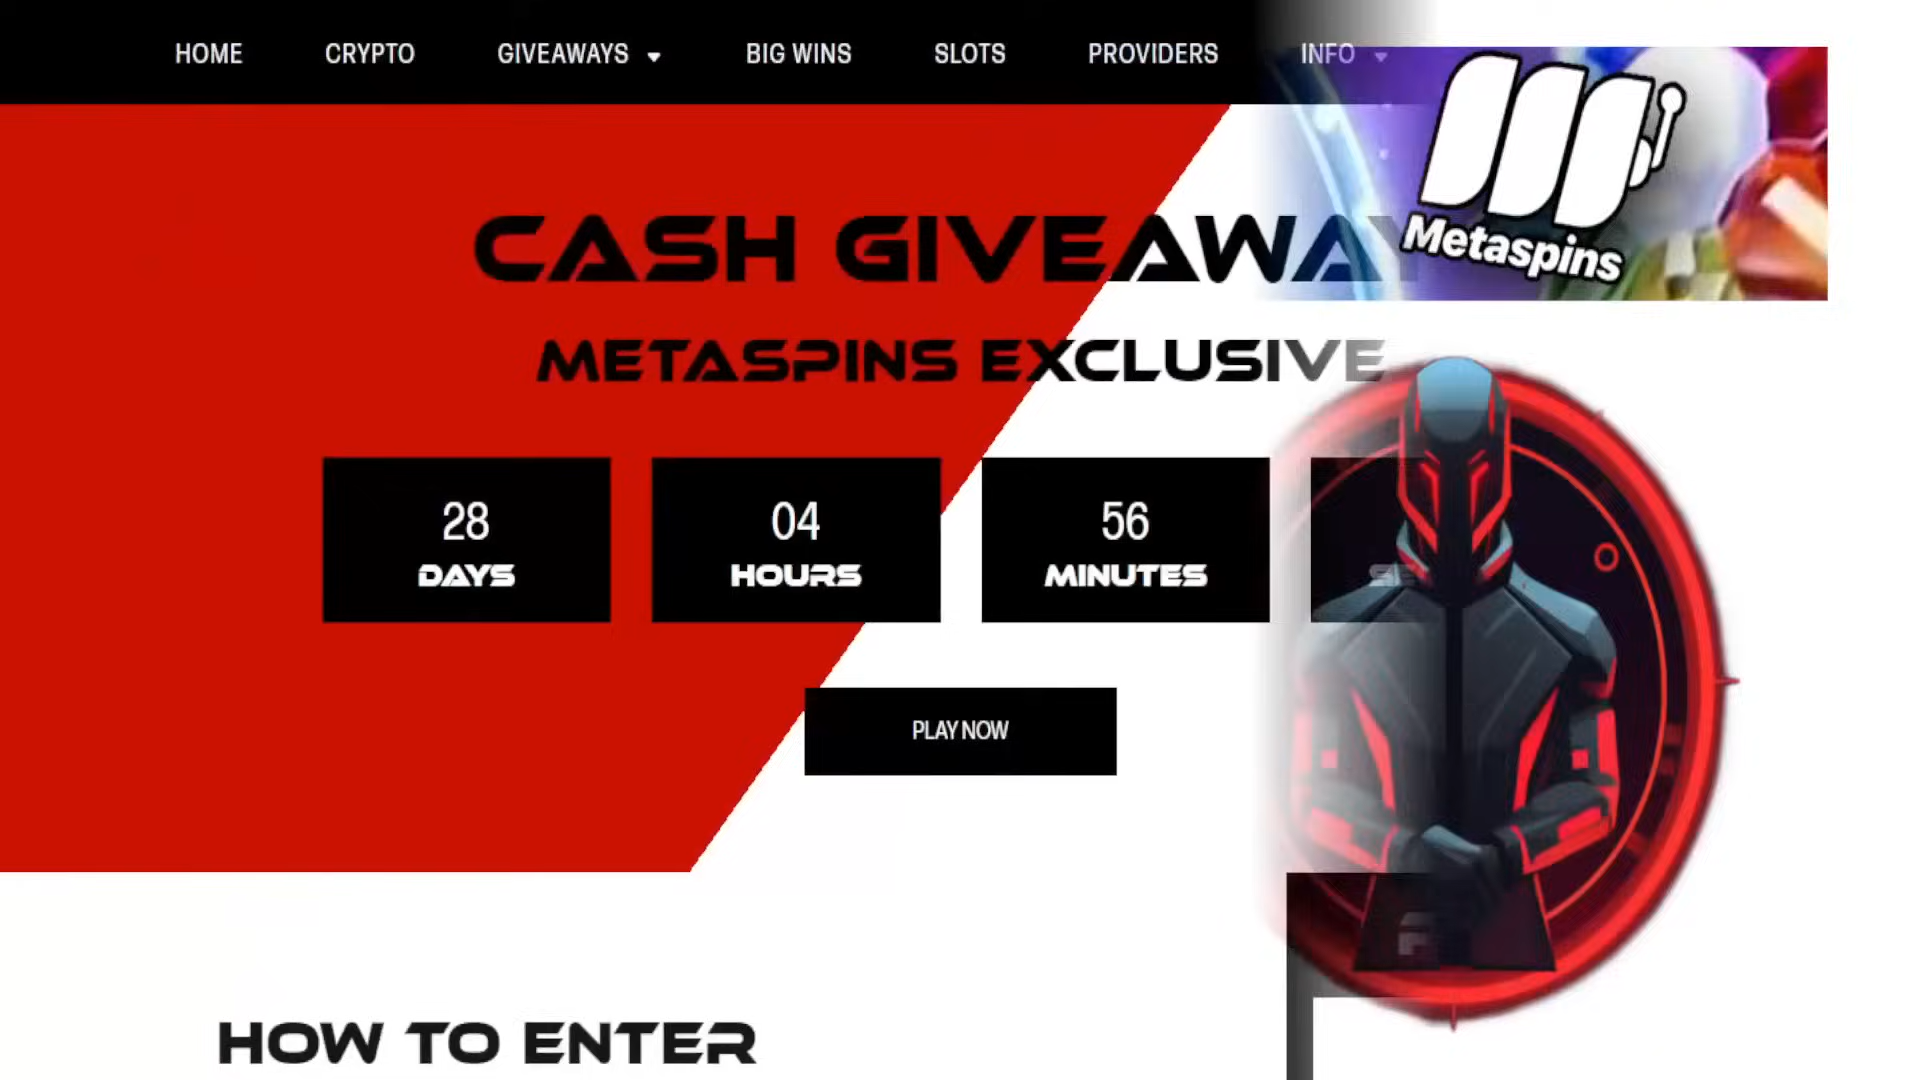 HOME CRYPTO GIVEAWAYS BIG WINS SLOTS PROVIDERS INFO
Metaspins
CASH GIVEAWAY
METASPINS EXCLUSIVE
28 04 56
DAYS HOURS MINUTES
PLAY NOW
HOW TO ENTER